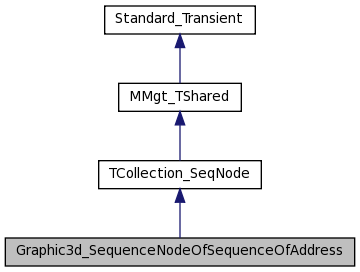 Standard_Transient
MMgt_TShared
TCollection_SeqNode
Graphic3d_SequenceNodeOfSequenceOfAddress